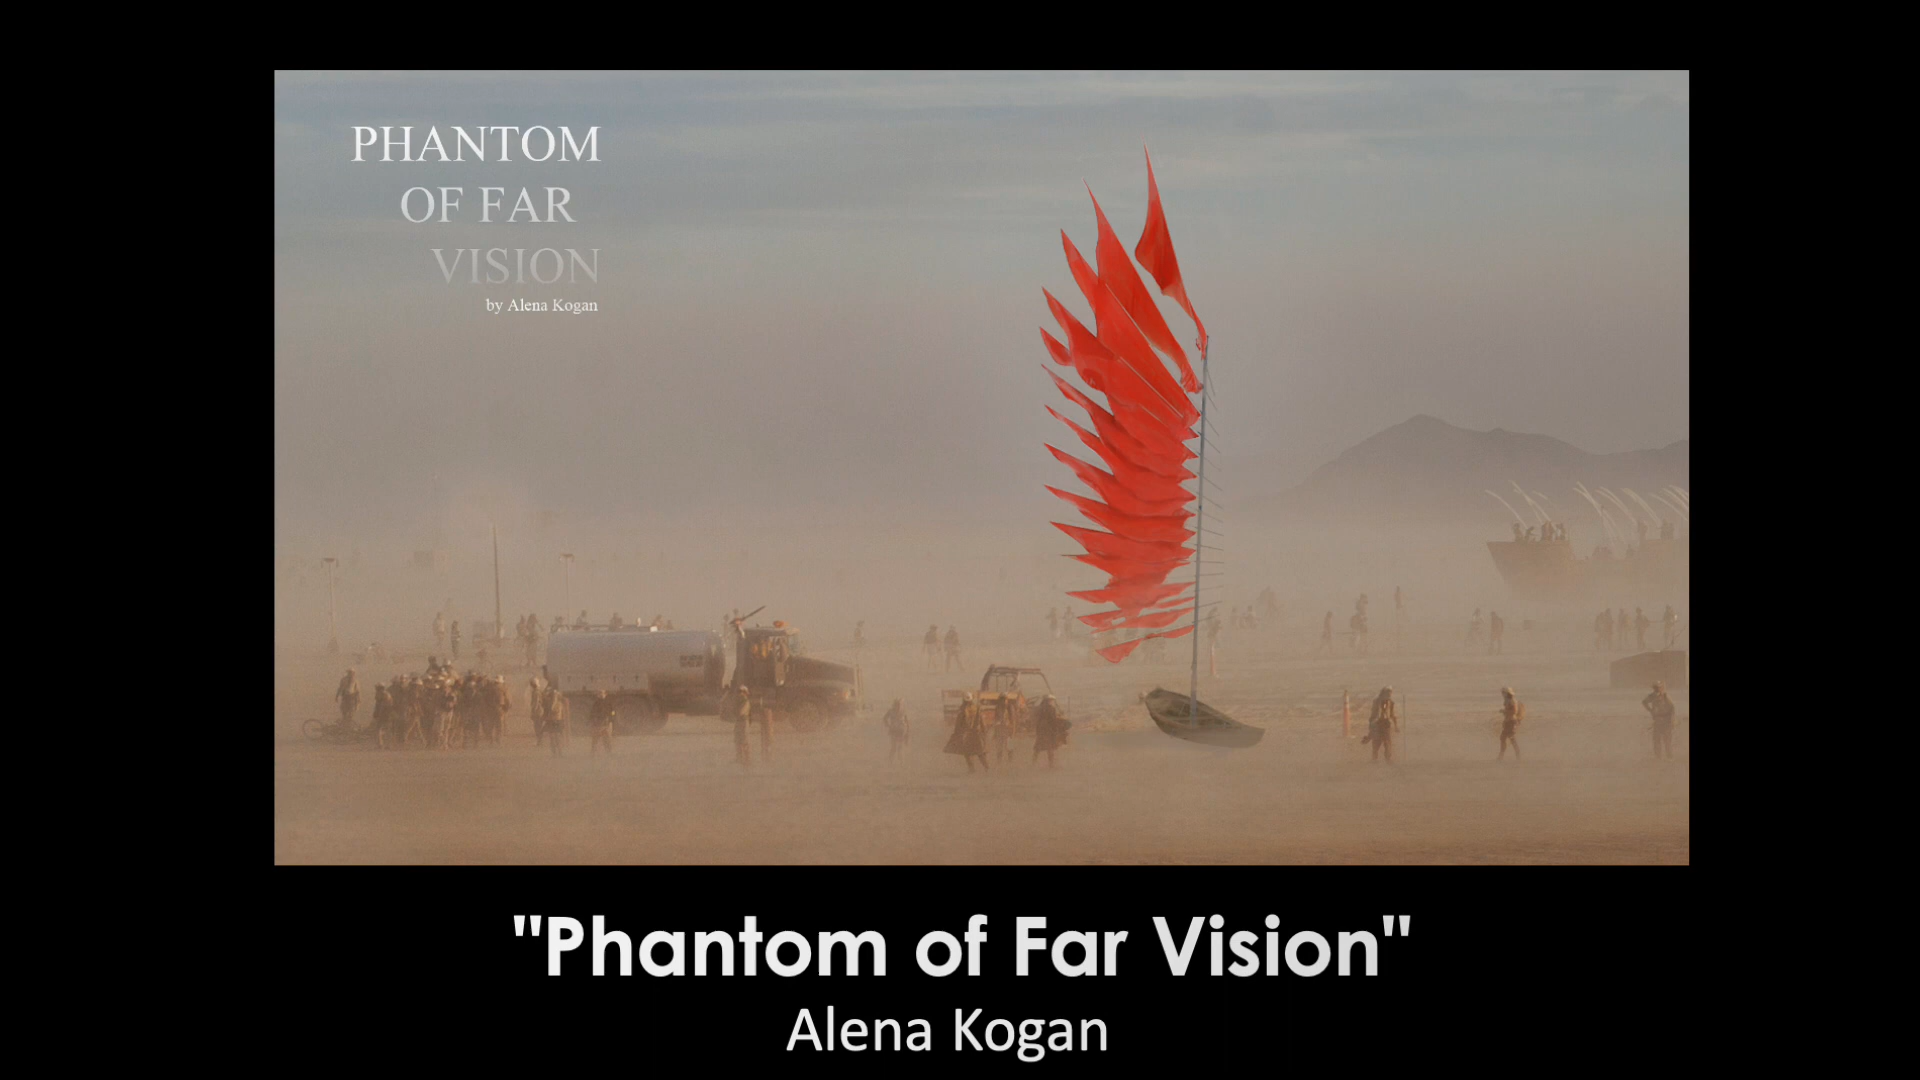 PHANTOM
OF FAR
VISION
by Alena Kogan
"Phantom of Far Vision"
Alena Kogan